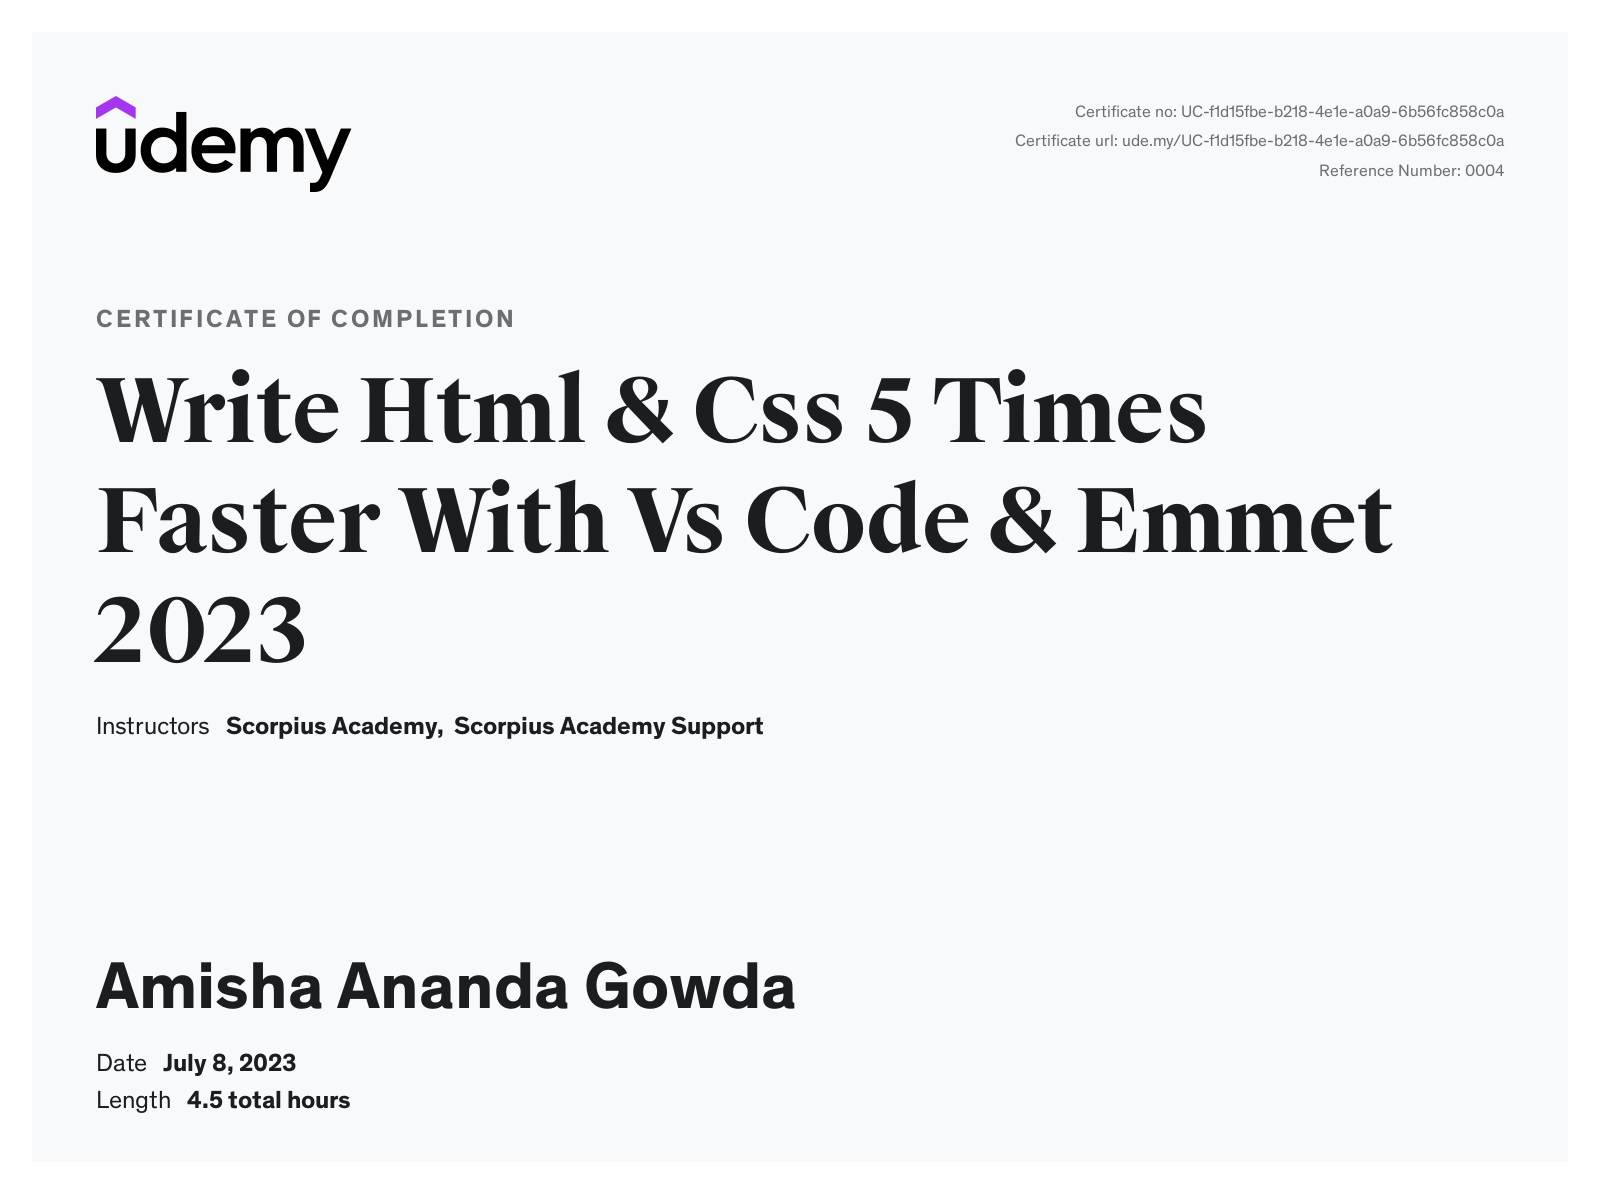 udemy
Certificate no: UC-f1d15fbe-b218-4e1e-a0a9-6b56fc858c0a
Certificate url: ude.my/UC-f1d15fbe-b218-4e1e-a0a9-6b56fc858c0a
Reference Number: 0004
CERTIFICATE OF COMPLETION
Write Html & Css 5 Times
Faster With Vs Code & Emmet
2023
Instructors Scorpius Academy, Scorpius Academy Support
Amisha Ananda Gowda
Date July 8, 2023
Length 4.5 total hours